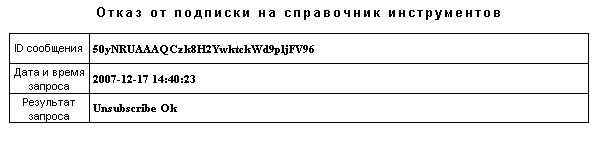 Отказ от подписки на справочник инструментов
ID сообщения 50yNRUAAAQCzk8H2YwktckWd9pljFV96
Дата и время
запроса 2007-12-17 14:40:23
Результат
запроса Unsubscribe Ok